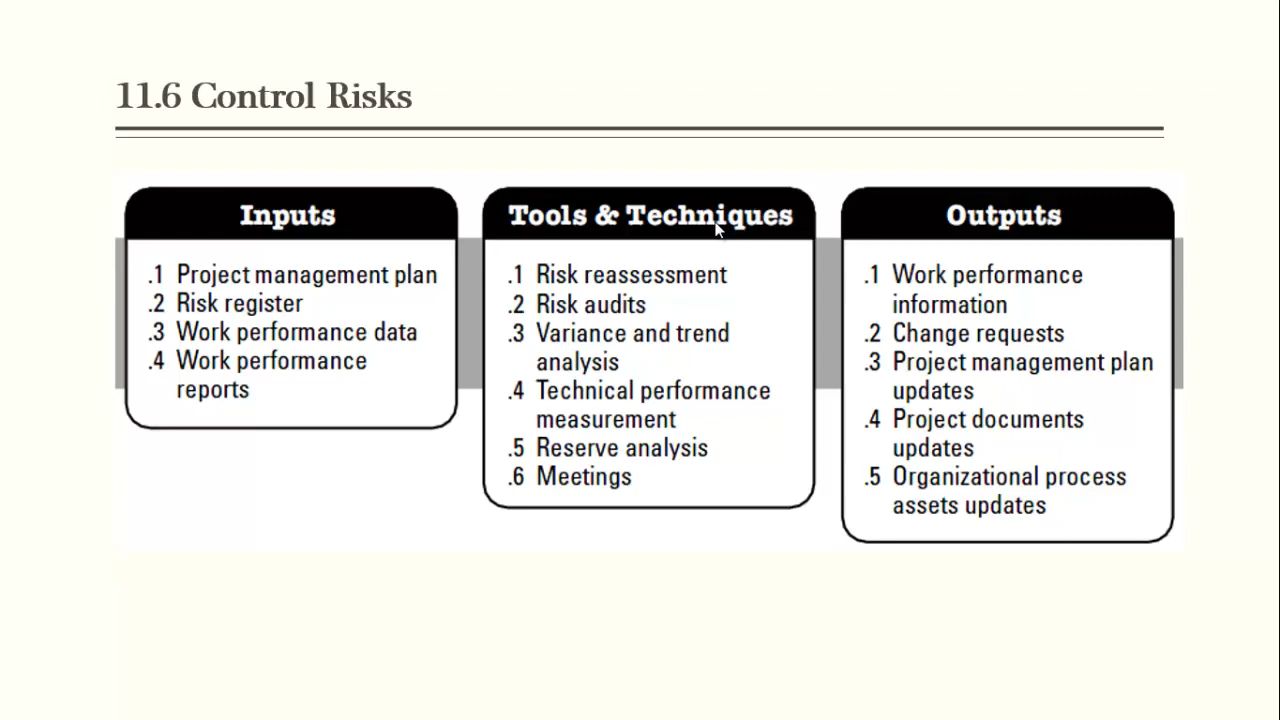 11.6 Control Risks
Inputs
.1 Project management plan
.2 Risk register
.3 Work performance data
.4 Work performance
reports
Tools & Techniques
.1 Risk reassessment
.2 Risk audits
.3 Variance and trend
analysis
.4 Technical performance
measurement
.5 Reserve analysis
.6 Meetings
Outputs
.1 Work performance
information
.2 Change requests
.3 Project management plan
updates
.4 Project documents
updates
.5 Organizational process
assets updates